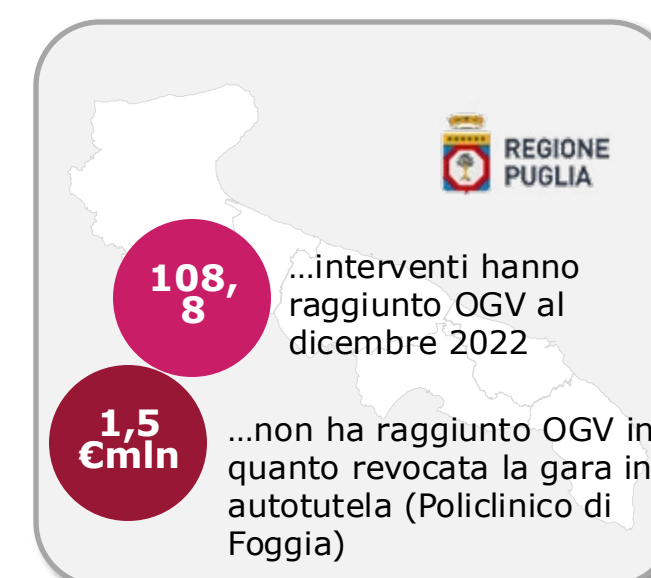 REGIONE
PUGLIA
108,
8
…interventi hanno
raggiunto OGV al
dicembre 2022
1,5
€mln
…non ha raggiunto OGV in
quanto revocata la gara in
autotutela (Policlinico di
Foggia)